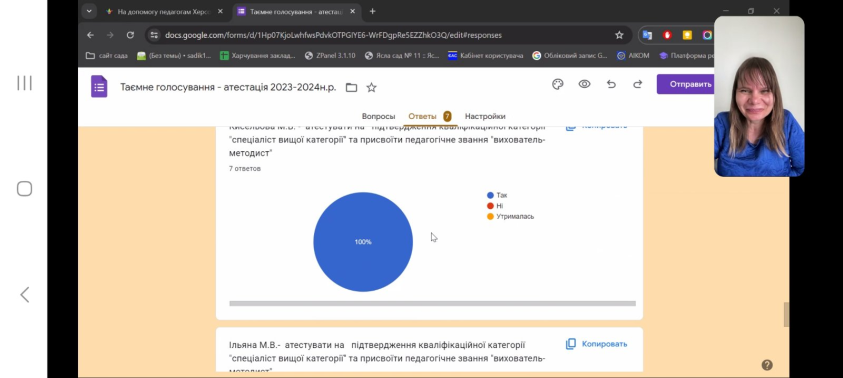 На допомогу педагогам Херс
Таємне голосування - атестац
docs.google.com/forms/d/1Hp07KjoLwhfwsPdvkOTPGlYE6-WrFDgpRe5EZZhkO3Q/edit#responses
сайт сада (Без темы) - sadik1... Харчування заклад... ZPanel 3.1.10 Ясла сад № 11 :: Яс... Кабінет користувача Обліковий запис G... АІКОМ Платформа
Таємне голосування - атестація 2023-2024н.р.
Отправить
Вопросы Ответы 7 Настройки
Кисельова М.В. - атестувати на підтвердження кваліфікаційної категорії
"спеціаліст вищої категорії" та присвоїти педагогічне звання "вихователь-
методист"
Копировать
7 ответов
100%
Так
Ні
Утрималась
Ільяна М.В.- атестувати на підтвердження кваліфікаційної категорії
"спеціаліст вищої категорії" та присвоїти педагогічне звання "вихователь-
методист"
Копировать